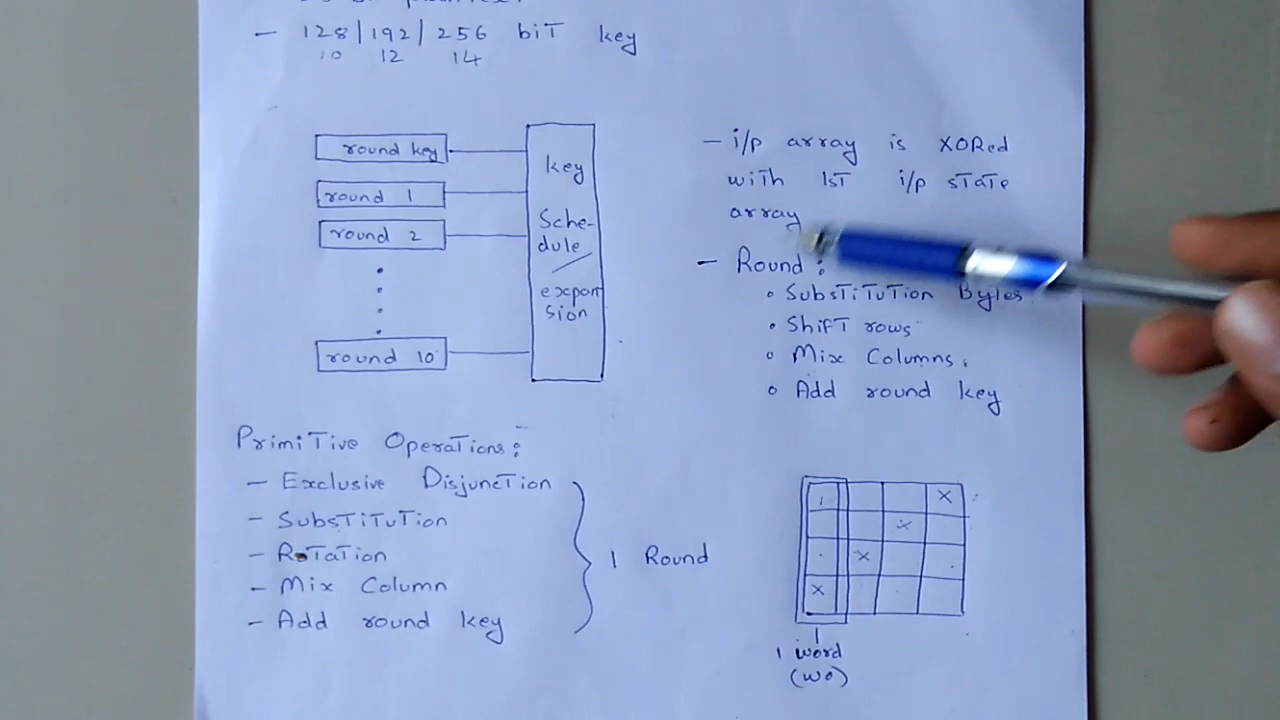 - 128/192/256 biT key
10 12 14
round key
round 1
round 2
round 10
key
Sche-
dule
/
expan
sion
- i/p array is XORed
with 1ST i/p sTaTe
array
- Round:
• SubsTiTuTion Bytes
• ShifT rows
• Mix Columns.
• Add round key
PrimiTive OperaTions:
- Exclusive DisjuncTion
- SubsTiTuTion
- RoTaTion
- Mix Column
- Add round key
1 Round
1 word
(w0)